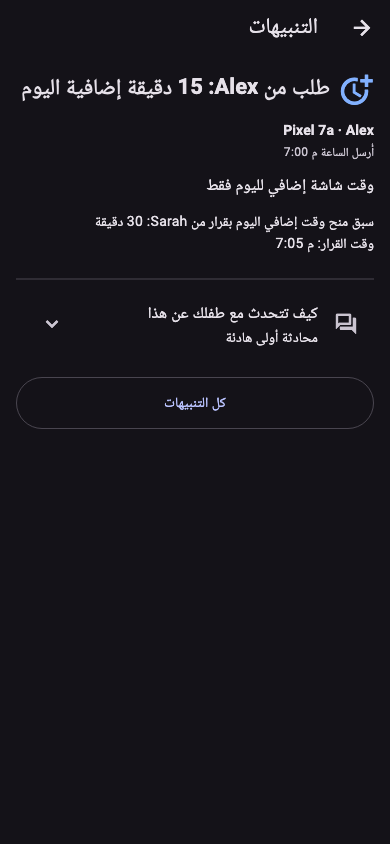 التنبيهات
طلب من Alex: 15 دقيقة إضافية اليوم
Pixel 7a · Alex
أرسل الساعة م 7:00
وقت شاشة إضافي لليوم فقط
سبق منح وقت إضافي اليوم بقرار من Sarah: 30 دقيقة
وقت القرار: م 7:05
كيف تتحدث مع طفلك عن هذا
محادثة أولى هادئة
كل التنبيهات